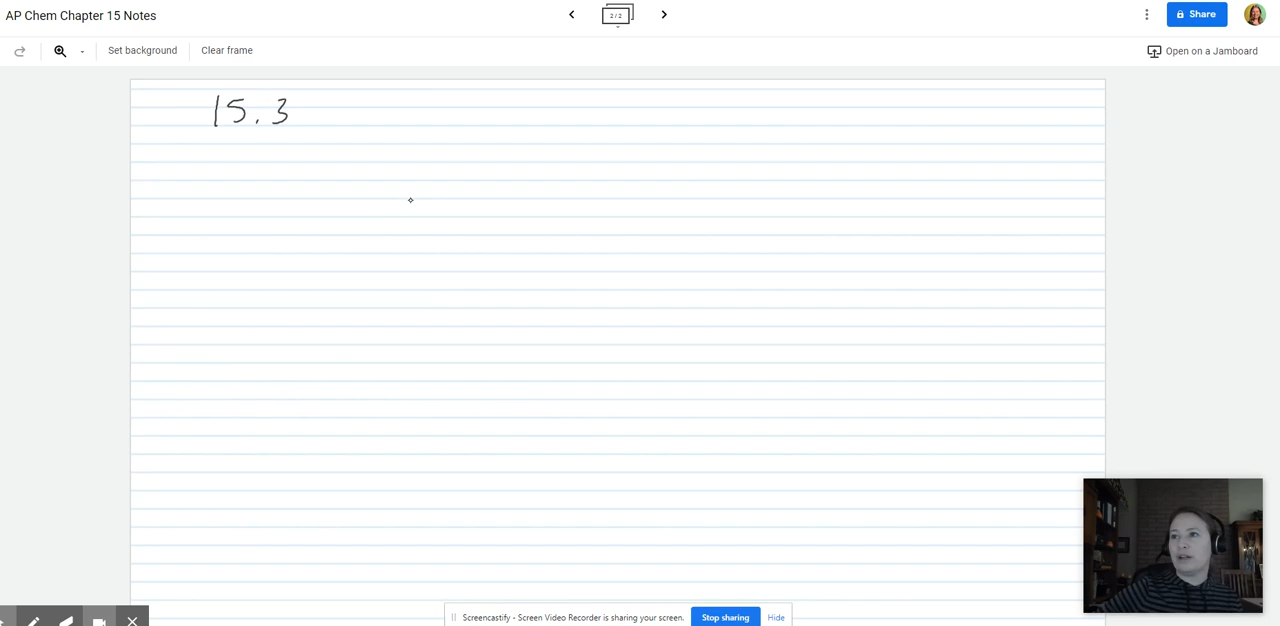 AP Chem Chapter 15 Notes
2 / 2
Share
Set background
Clear frame
Open on a Jamboard
15.3
Screencastify - Screen Video Recorder is sharing your screen.
Stop sharing
Hide